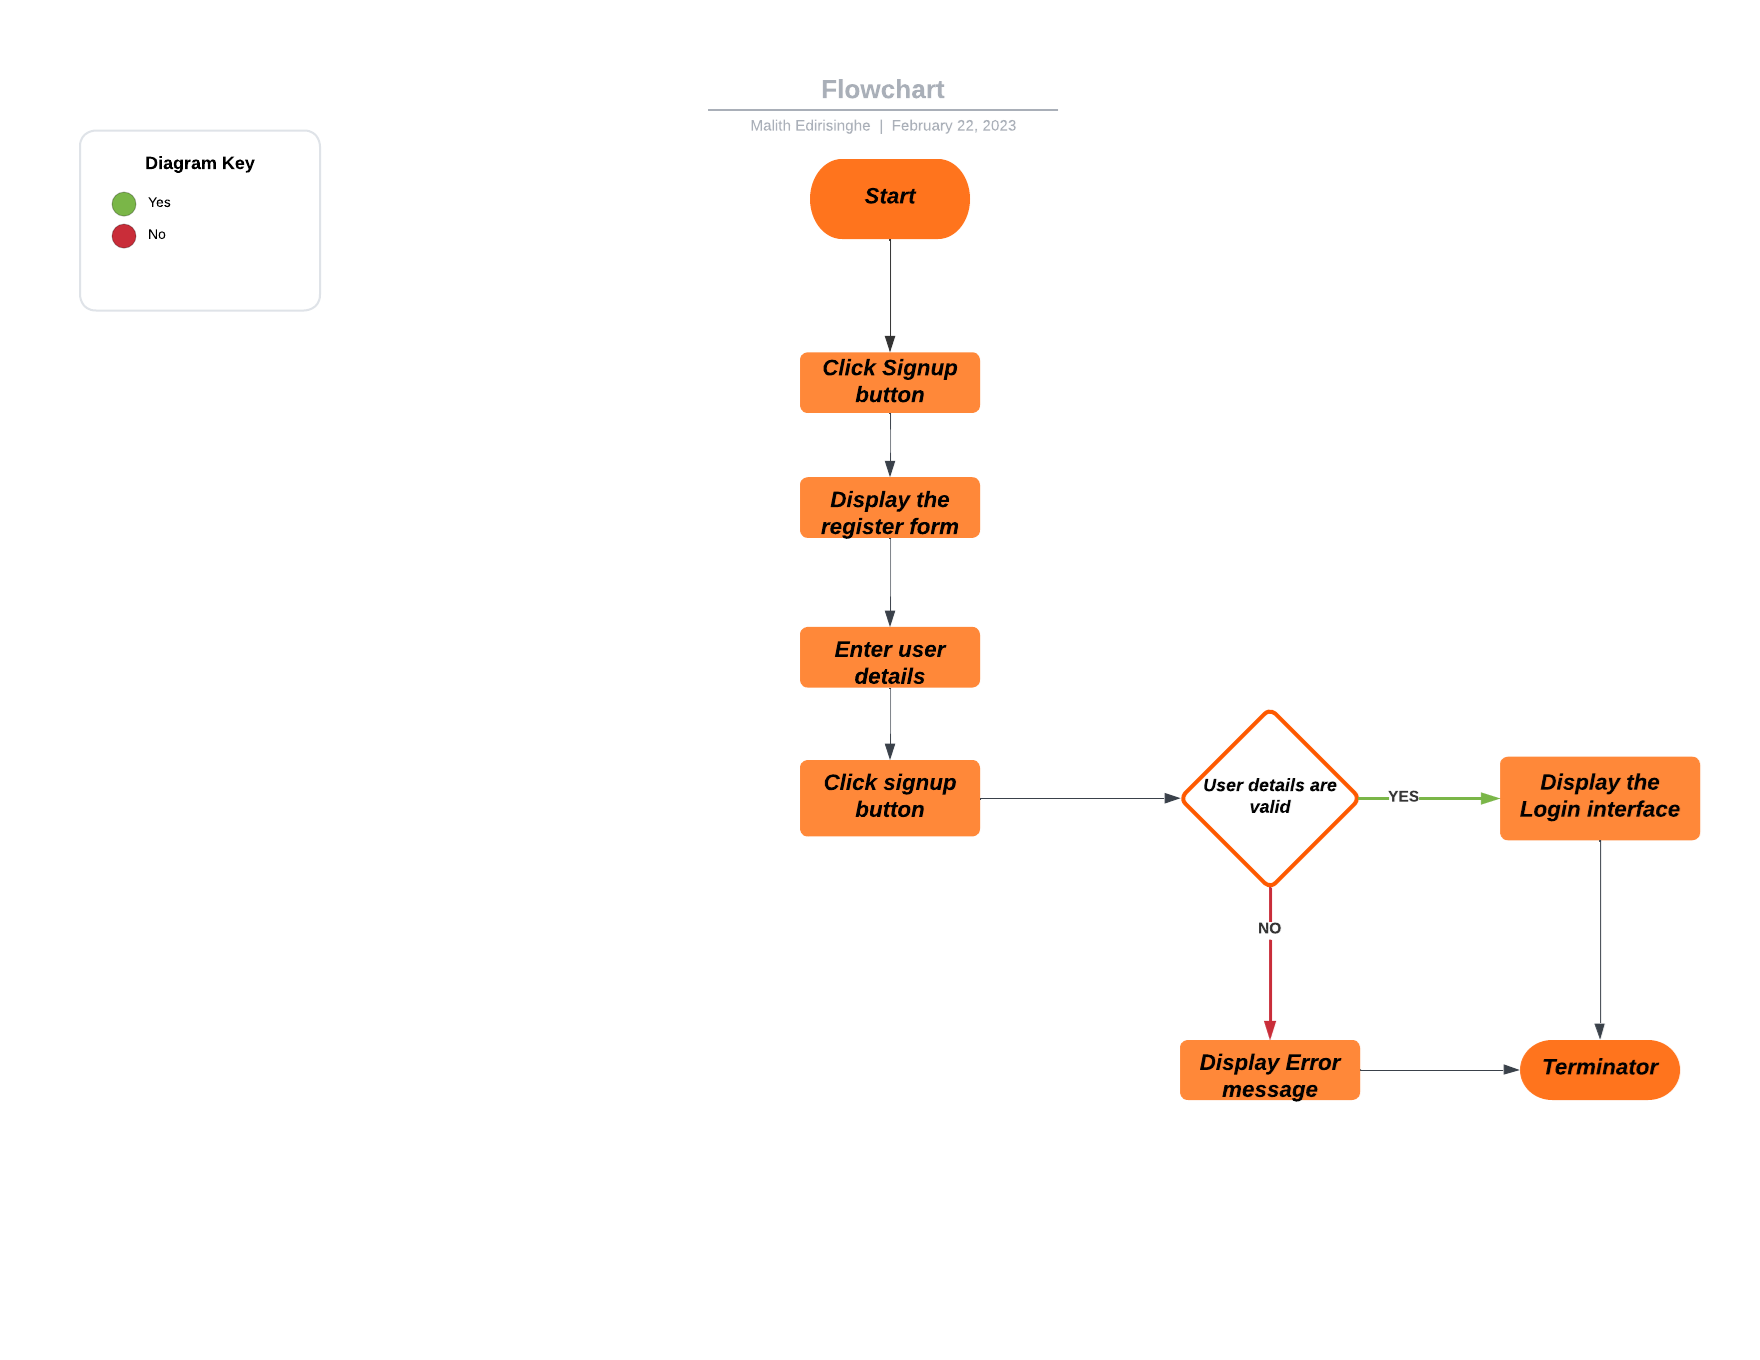 Flowchart
Malith Edirisinghe | February 22, 2023
Diagram Key
Yes
No
Start
Click Signup
button
Display the
register form
Enter user
details
Click signup
button
User details are
valid
YES
Display the
Login interface
NO
Display Error
message
Terminator